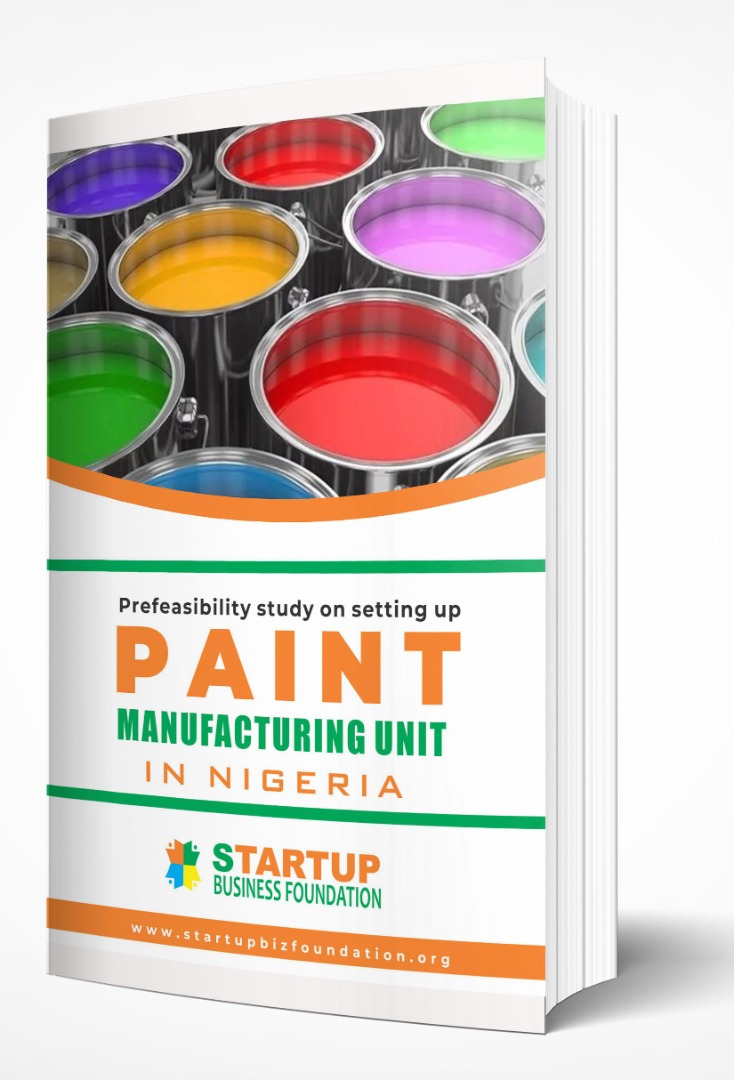 Prefeasibility study on setting up
PAINT
MANUFACTURING UNIT
IN NIGERIA
STARTUP
BUSINESS FOUNDATION
www.startupbizfoundation.org